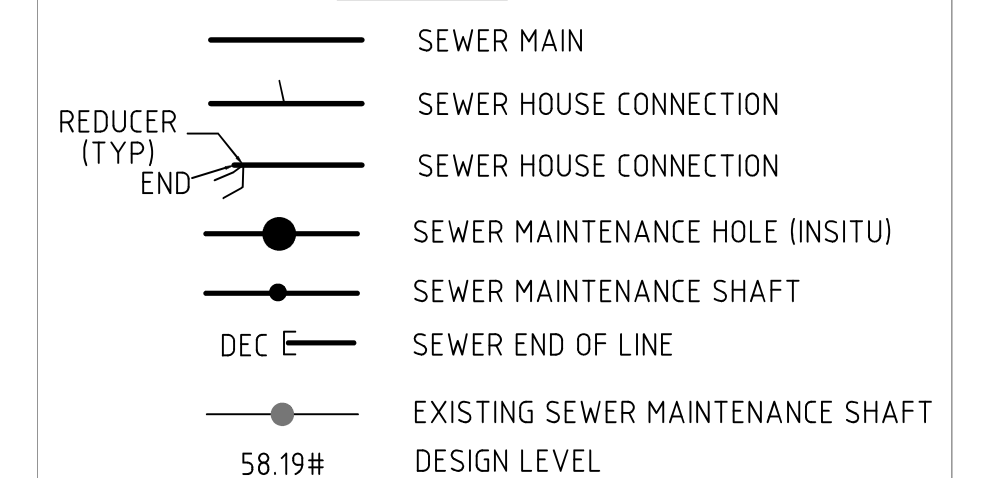 SEWER MAIN
SEWER HOUSE CONNECTION
REDUCER
(TYP)
END
SEWER HOUSE CONNECTION
SEWER MAINTENANCE HOLE (INSITU)
SEWER MAINTENANCE SHAFT
DEC E SEWER END OF LINE
EXISTING SEWER MAINTENANCE SHAFT
58.19# DESIGN LEVEL